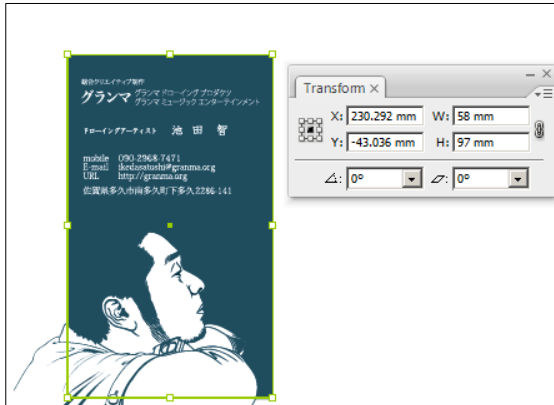 総合クリエイティブ製作
グランマ グランマ ドローイング プロダクツ
グランマ ミュージック エンターテインメント
ドローイングアーティスト 池田 智
mobile 090-2968-7471
E-mail ikedasatushi@granma.org
URL http://granma.org
佐賀県多久市南多久町下多久2286-141
Transform ×
X: 230.292 mm W: 58 mm
Y: -43.036 mm H: 97 mm
0° 0°